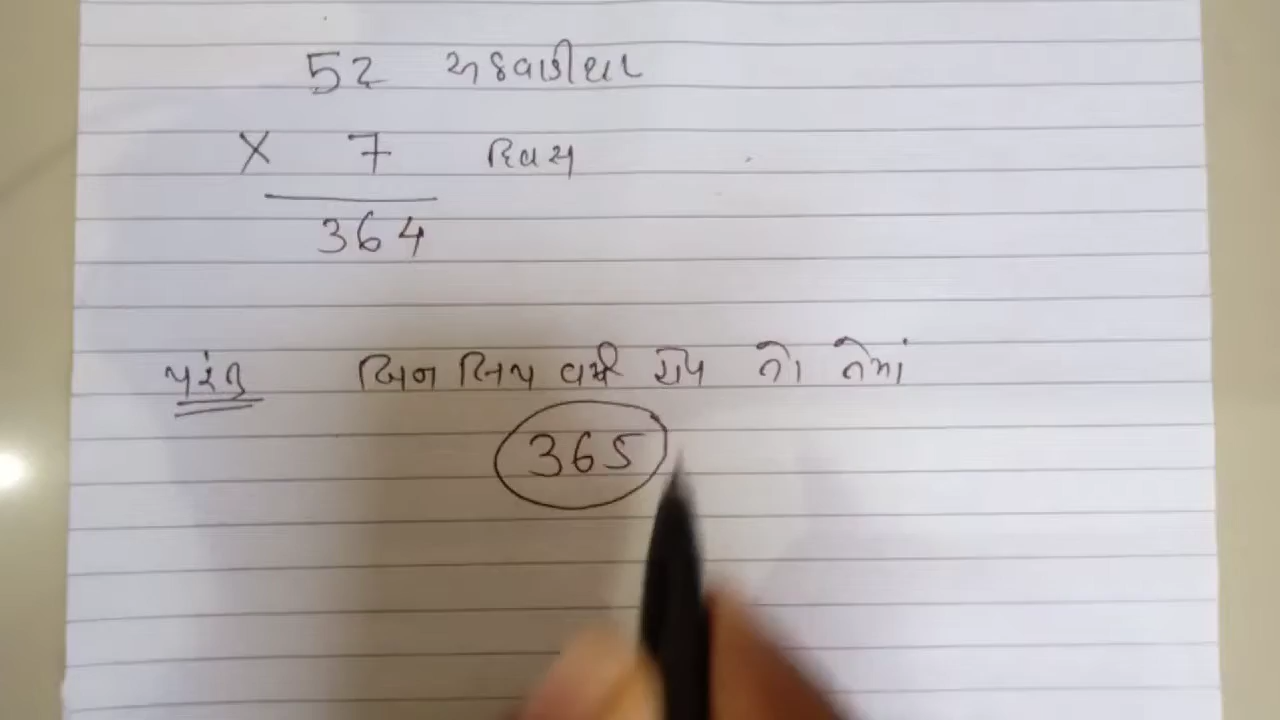 52 અઠવાડીયા
× 7 દિવસ
364
પરંતુ બિન લિપ વર્ષ હોય તો તેમાં
365